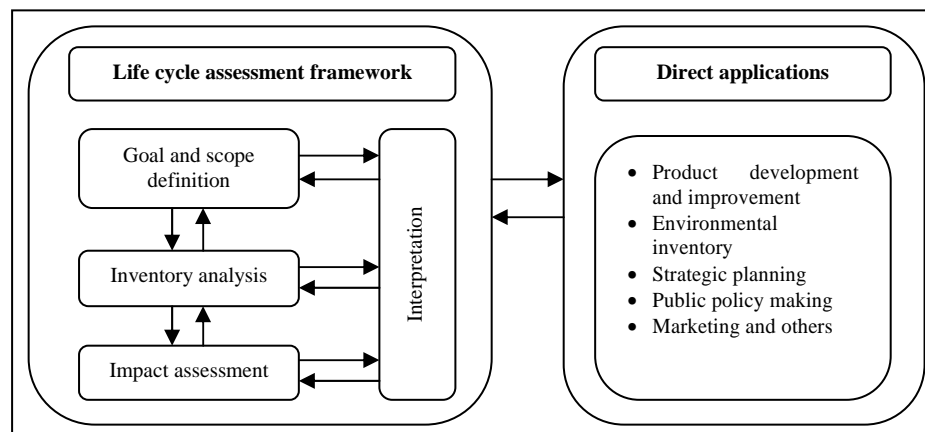 Life cycle assessment framework
Goal and scope
definition
Inventory analysis
Impact assessment
Interpretation
Direct applications
• Product development
and improvement
• Environmental
inventory
• Strategic planning
• Public policy making
• Marketing and others